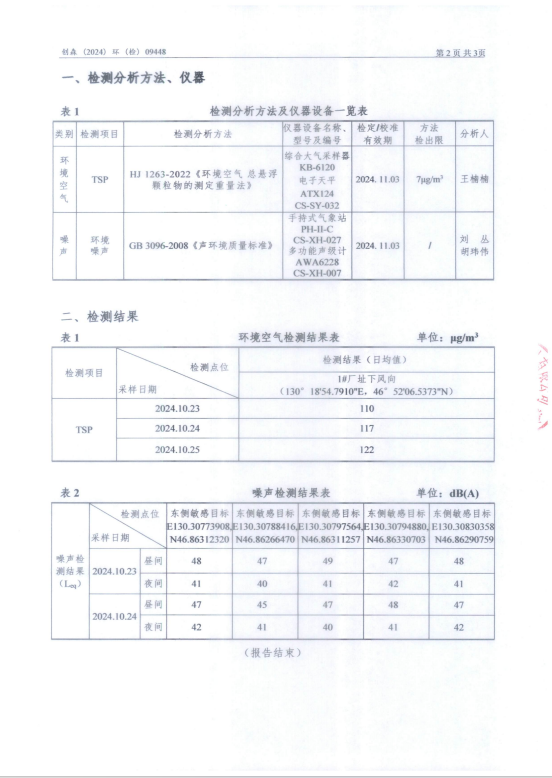 创森（2024）环（检）09448
第 2 页 共 3页
一、检测分析方法、仪器
表 1
检测分析方法及仪器设备一览表
类别 检测项目 检测分析方法 仪器设备名称、型号及编号 检定/校准有效期 方法检出限 分析人
环境空气 TSP HJ 1263-2022《环境空气 总悬浮颗粒物的测定重量法》 综合大气采样器 KB-6120 电子天平 ATX124 CS-SY-032 2024.11.03 7μg/m³ 王楠楠
噪声 环境噪声 GB 3096-2008《声环境质量标准》 手持式气象站 PH-II-C CS-XH-027 多功能声级计 AWA6228 CS-XH-007 2024.11.03 / 刘 丛 胡玮伟
二、检测结果
表 1
环境空气检测结果表
单位：μg/m³
检测项目 检测点位 采样日期 检测结果（日均值）
1#厂址下风向
（130° 18′54.7910″E，46° 52′06.5373″N）
TSP
2024.10.23 110
2024.10.24 117
2024.10.25 122
表 2
噪声检测结果表
单位：dB(A)
检测点位 采样日期
东侧敏感目标 东侧敏感目标 东侧敏感目标 东侧敏感目标 东侧敏感目标
E130.30773908, E130.30788416, E130.30797564, E130.30794880, E130.30830358
N46.86312320 N46.86266470 N46.86311257 N46.86330703 N46.86290759
噪声检测结果（Leq）
2024.10.23 昼间 48 47 49 47 48
夜间 41 40 41 42 41
2024.10.24 昼间 47 45 47 48 47
夜间 42 41 40 41 42
（报告结束）